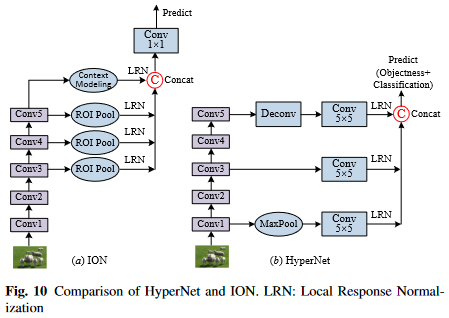 Predict
Conv
1×1
Context
Modeling
LRN
C
Concat
Conv5
ROI Pool
LRN
Conv4
ROI Pool
LRN
Conv3
ROI Pool
LRN
Conv2
Conv1
(a) ION
Predict
(Objectness+
Classification)
Conv5
Deconv
Conv
5×5
LRN
C
Concat
Conv4
Conv3
Conv
5×5
LRN
Conv2
Conv1
MaxPool
Conv
5×5
LRN
(b) HyperNet
Fig. 10 Comparison of HyperNet and ION. LRN: Local Response Normal-
ization